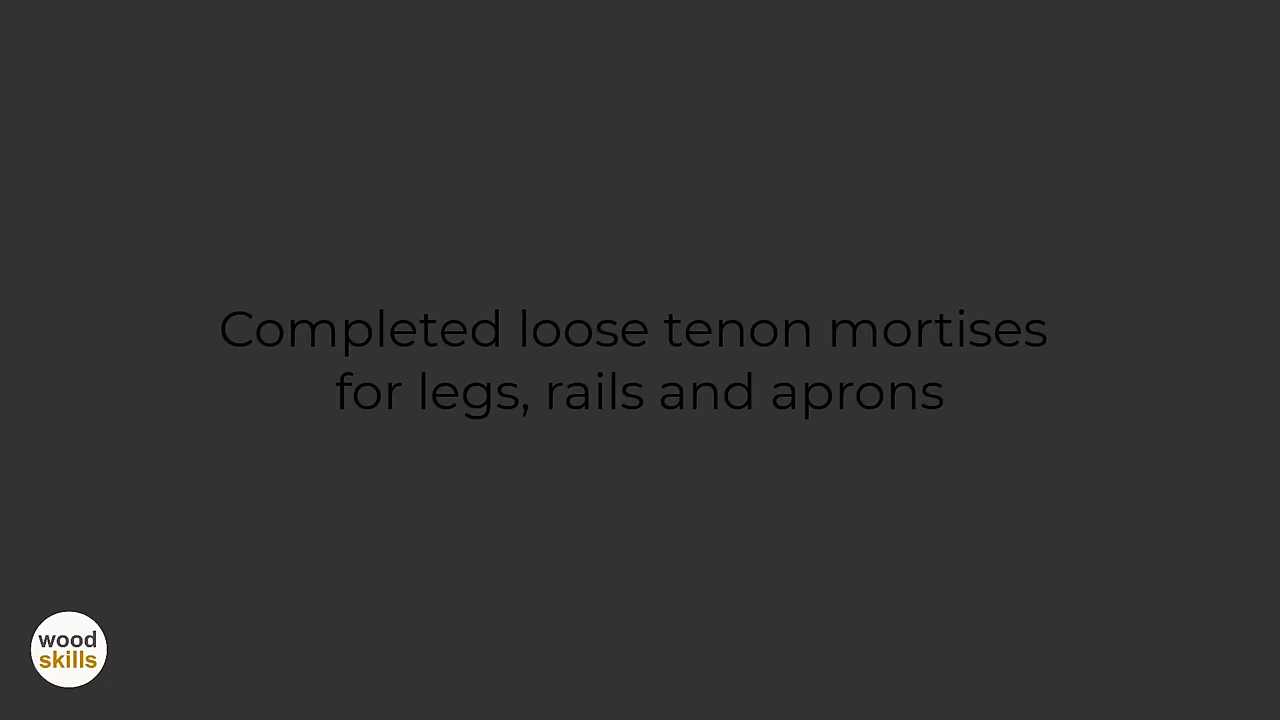 Completed loose tenon mortises
for legs, rails and aprons
wood
skills